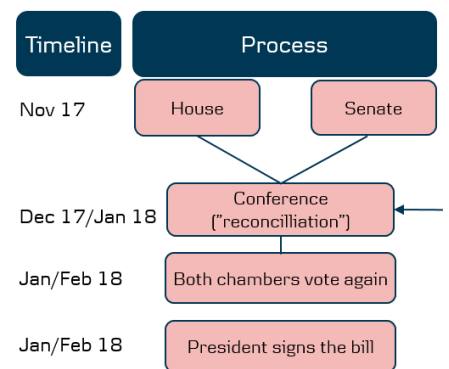 Timeline
Process
Nov 17
House
Senate
Dec 17/Jan 18
Conference
("reconcilliation")
Jan/Feb 18
Both chambers vote again
Jan/Feb 18
President signs the bill